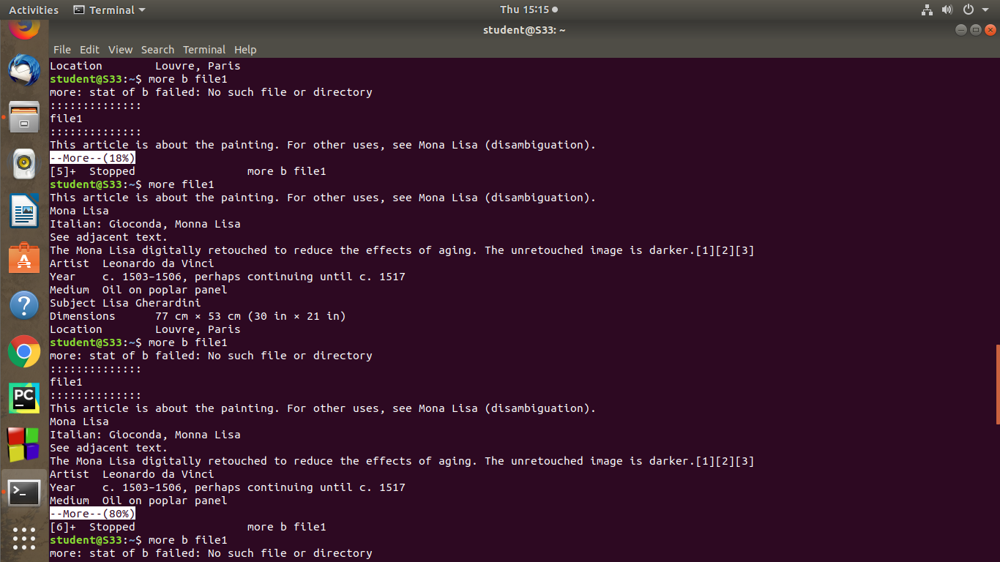 Activities Terminal Thu 15:15
student@S33: ~
File Edit View Search Terminal Help
Location        Louvre, Paris
student@S33:~$ more b file1
more: stat of b failed: No such file or directory
::::::::::::::
file1
::::::::::::::
This article is about the painting. For other uses, see Mona Lisa (disambiguation).
--More--(18%)
[5]+  Stopped                 more b file1
student@S33:~$ more file1
This article is about the painting. For other uses, see Mona Lisa (disambiguation).
Mona Lisa
Italian: Gioconda, Monna Lisa
See adjacent text.
The Mona Lisa digitally retouched to reduce the effects of aging. The unretouched image is darker.[1][2][3]
Artist  Leonardo da Vinci
Year    c. 1503–1506, perhaps continuing until c. 1517
Medium  Oil on poplar panel
Subject Lisa Gherardini
Dimensions      77 cm × 53 cm (30 in × 21 in)
Location        Louvre, Paris
student@S33:~$ more b file1
more: stat of b failed: No such file or directory
::::::::::::::
file1
::::::::::::::
This article is about the painting. For other uses, see Mona Lisa (disambiguation).
Mona Lisa
Italian: Gioconda, Monna Lisa
See adjacent text.
The Mona Lisa digitally retouched to reduce the effects of aging. The unretouched image is darker.[1][2][3]
Artist  Leonardo da Vinci
Year    c. 1503–1506, perhaps continuing until c. 1517
Medium  Oil on poplar panel
--More--(80%)
[6]+  Stopped                 more b file1
student@S33:~$ more b file1
more: stat of b failed: No such file or directory
PC